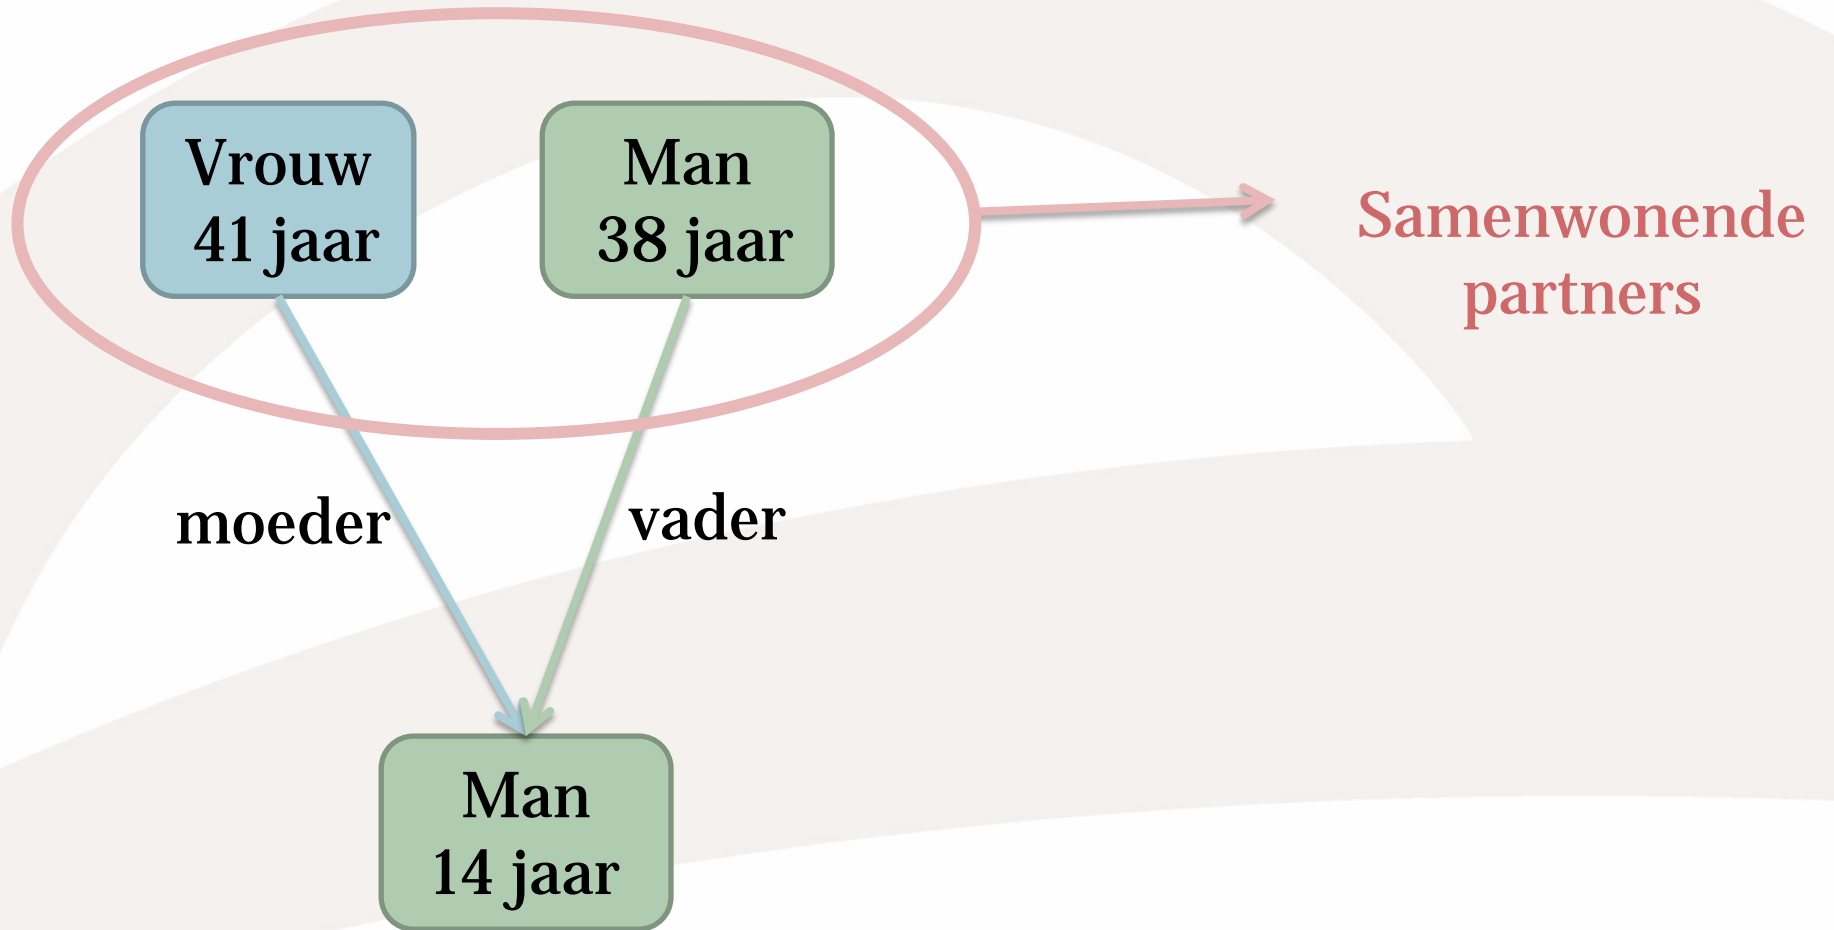 Vrouw
41 jaar
Man
38 jaar
Samenwonende
partners
moeder
vader
Man
14 jaar